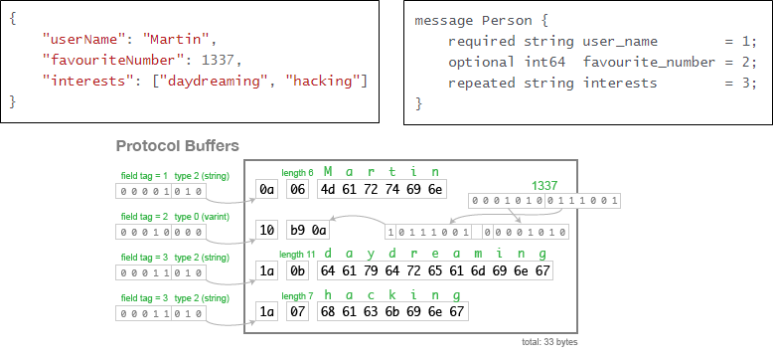 {
"userName": "Martin",
"favouriteNumber": 1337,
"interests": ["daydreaming", "hacking"]
}
message Person {
required string user_name = 1;
optional int64 favourite_number = 2;
repeated string interests = 3;
}
Protocol Buffers
field tag = 1 type 2 (string)
0 0 0 0 1 0 1 0
0a
length 6
06
M a r t i n
4d 61 72 74 69 6e
1337
0 0 0 1 0 1 0 0 1 1 1 0 0 1
field tag = 2 type 0 (varint)
0 0 0 1 0 0 0 0
10
b9 0a
1 0 1 1 1 0 0 1 0 0 0 0 1 0 1 0
field tag = 3 type 2 (string)
0 0 0 1 1 0 1 0
1a
length 11
0b
d a y d r e a m i n g
64 61 79 64 72 65 61 6d 69 6e 67
field tag = 3 type 2 (string)
0 0 0 1 1 0 1 0
1a
length 7
07
h a c k i n g
68 61 63 6b 69 6e 67
total: 33 bytes